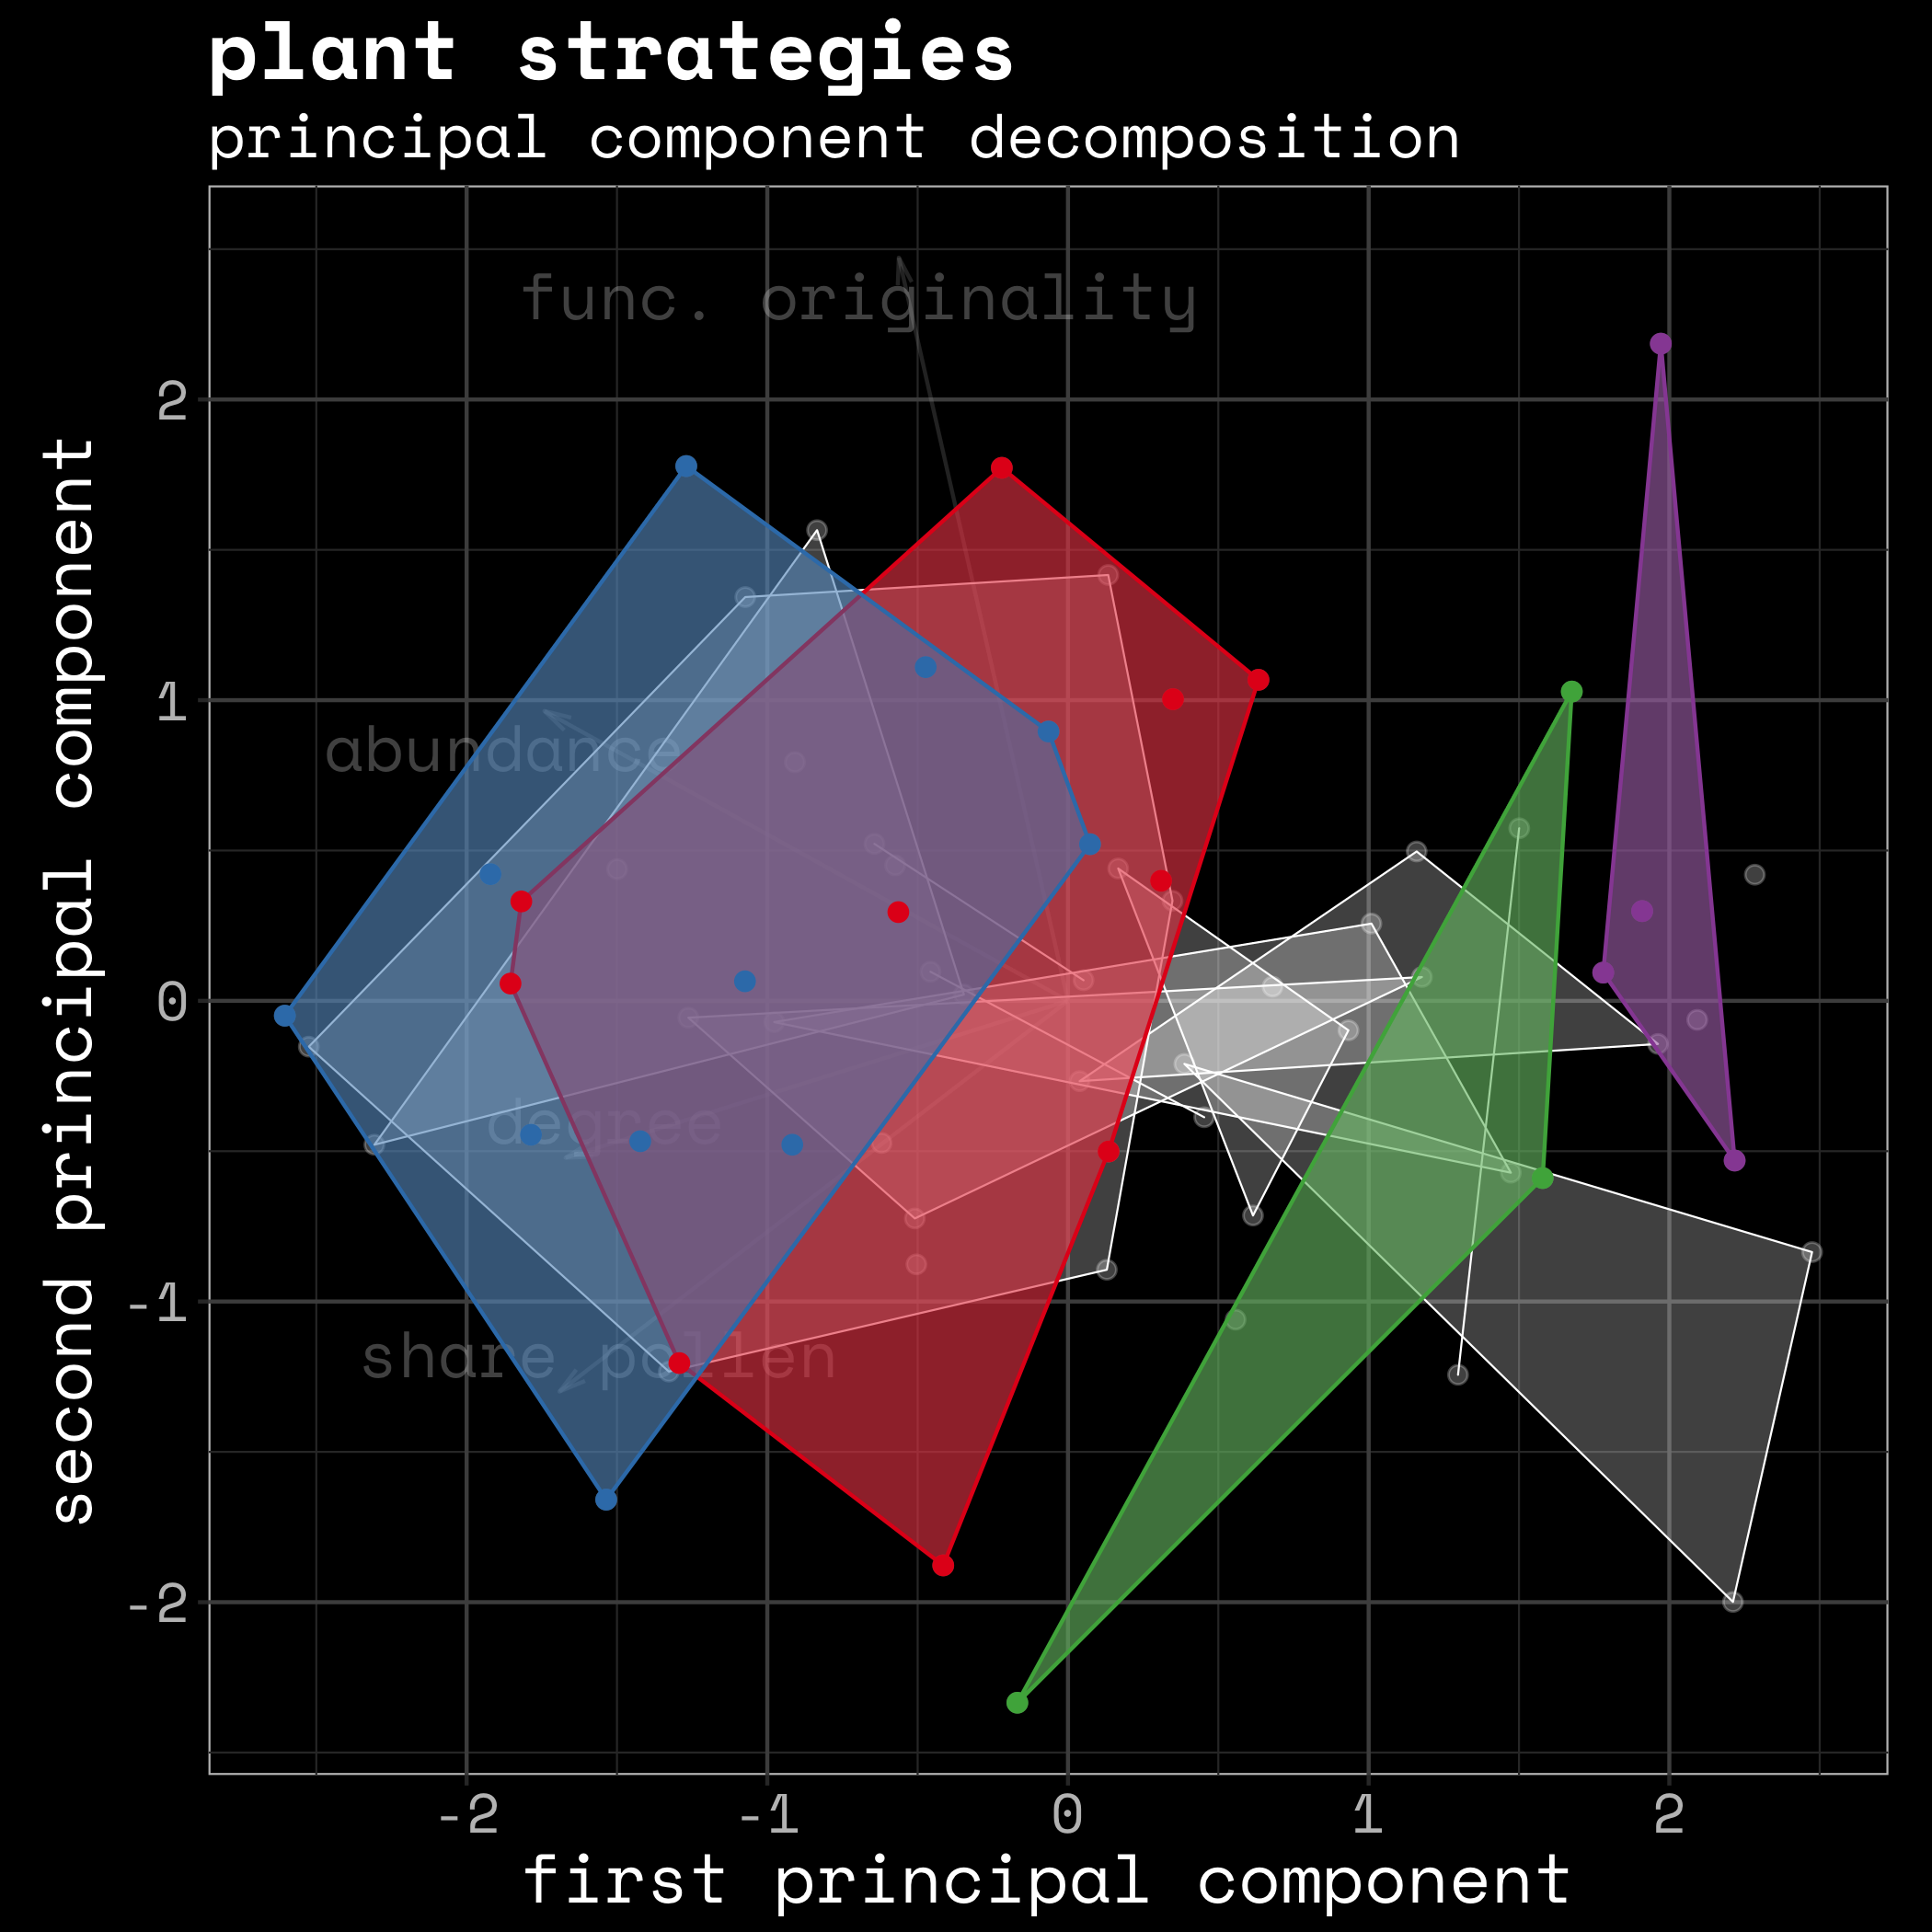 plant strategies
principal component decomposition
func. originality
abundance
degree
share pollen
2
1
0
-1
-2
-2 -1 0 1 2
first principal component
second principal component